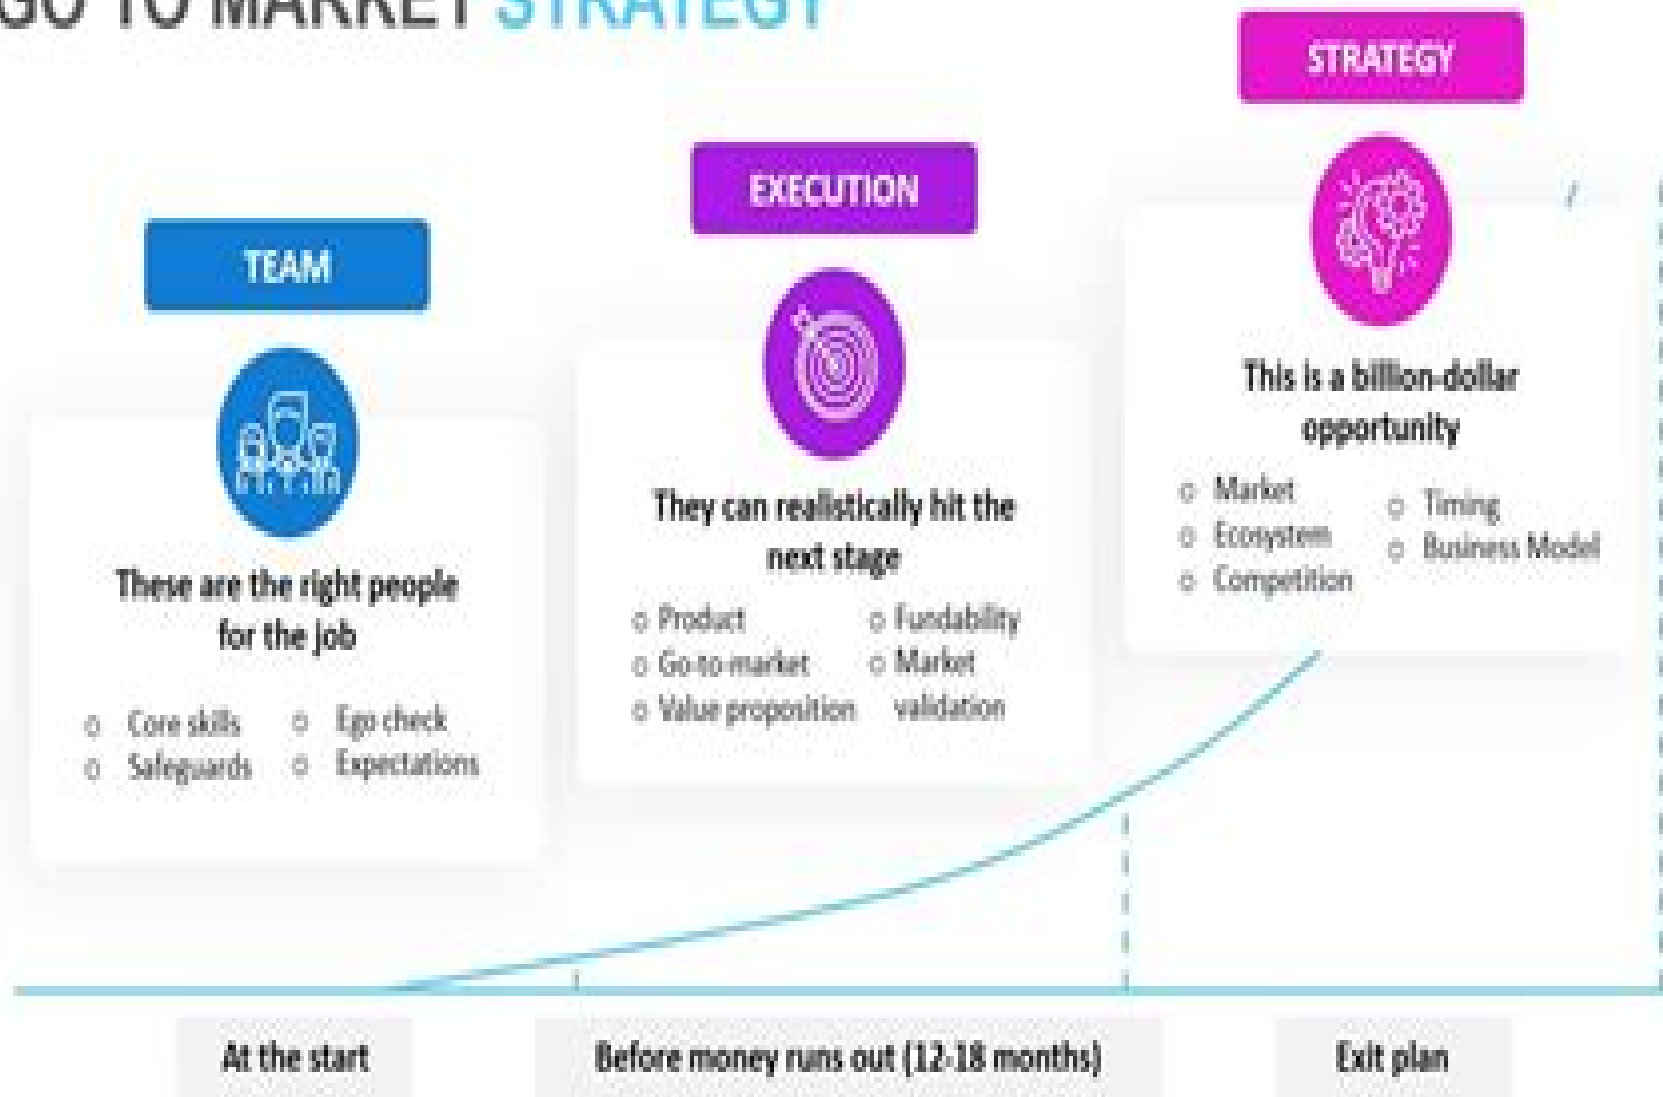 GO TO MARKET STRATEGY
TEAM
These are the right people
for the job
o Core skills
o Safeguards
o Ego check
o Expectations
EXECUTION
They can realistically hit the
next stage
o Product
o Go-to-market
o Value proposition
o Fundability
o Market
validation
STRATEGY
This is a billion-dollar
opportunity
o Market
o Ecosystem
o Competition
o Timing
o Business Model
At the start
Before money runs out (12-18 months)
Exit plan